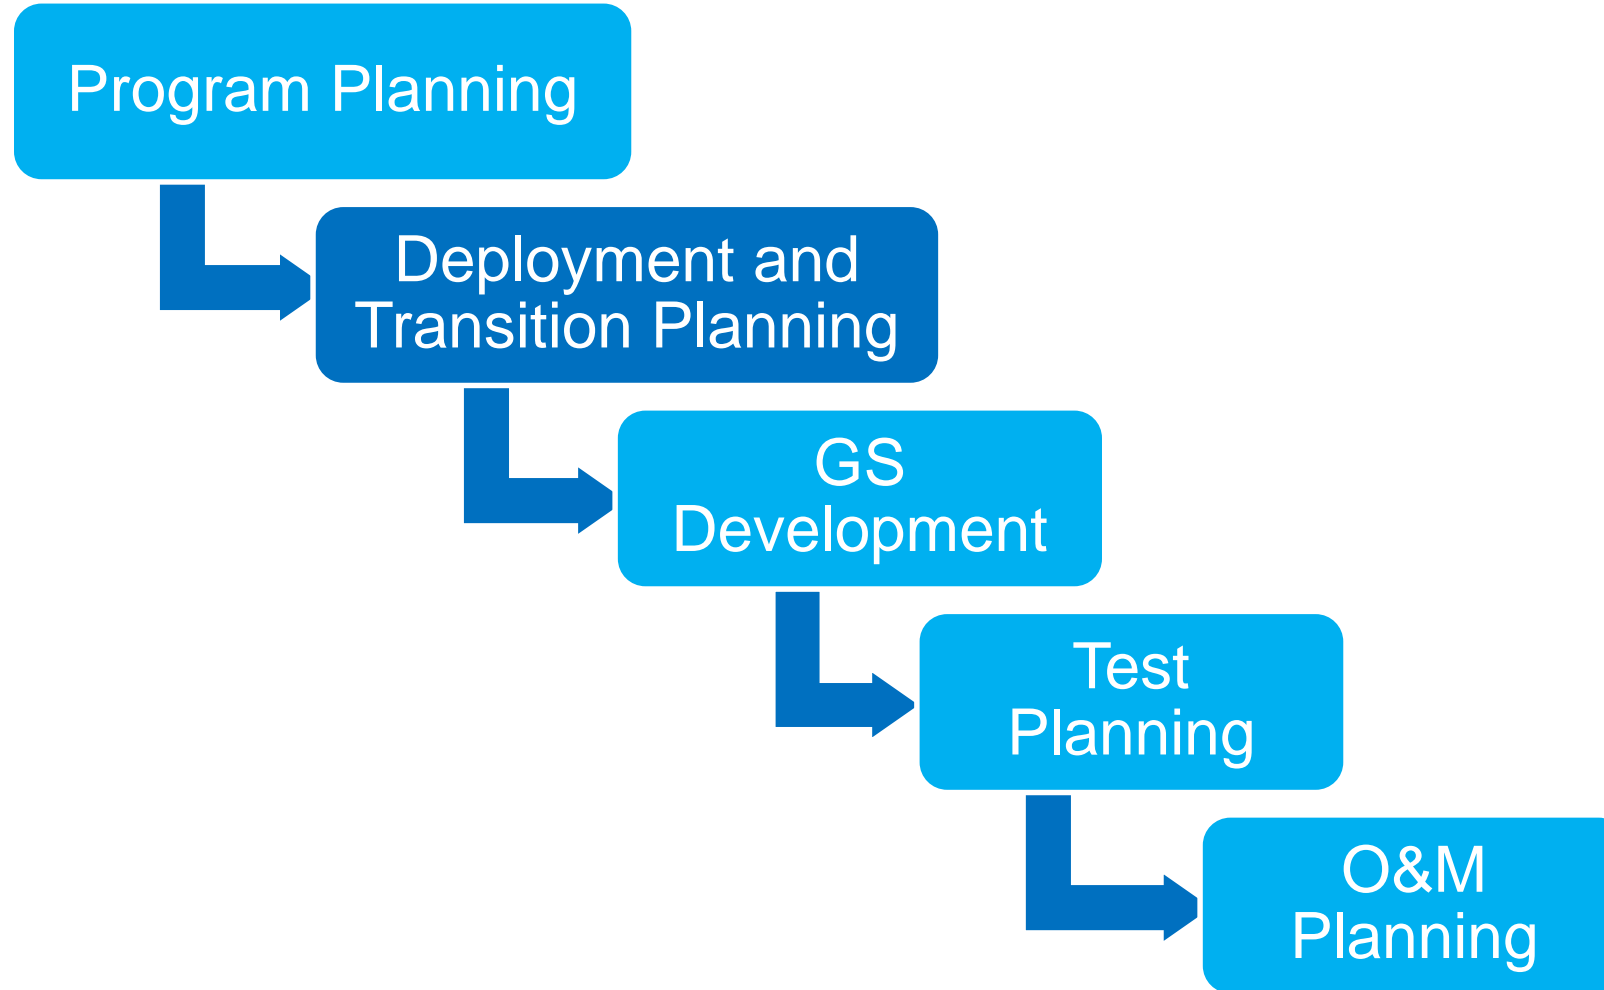 Program Planning
Deployment and
Transition Planning
GS
Development
Test
Planning
O&M
Planning